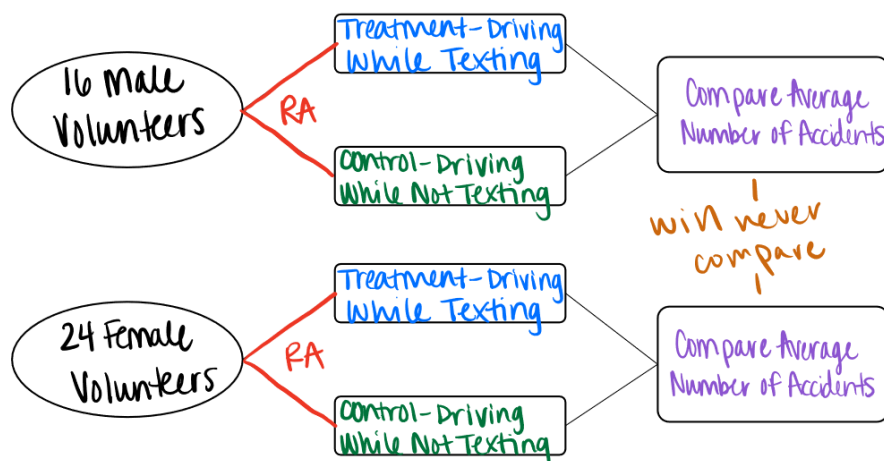 16 Male
Volunteers
RA
Treatment-Driving
While Texting
Control-Driving
While Not Texting
Compare Average
Number of Accidents
will never
compare
24 Female
Volunteers
RA
Treatment-Driving
While Texting
Control-Driving
While Not Texting
Compare Average
Number of Accidents